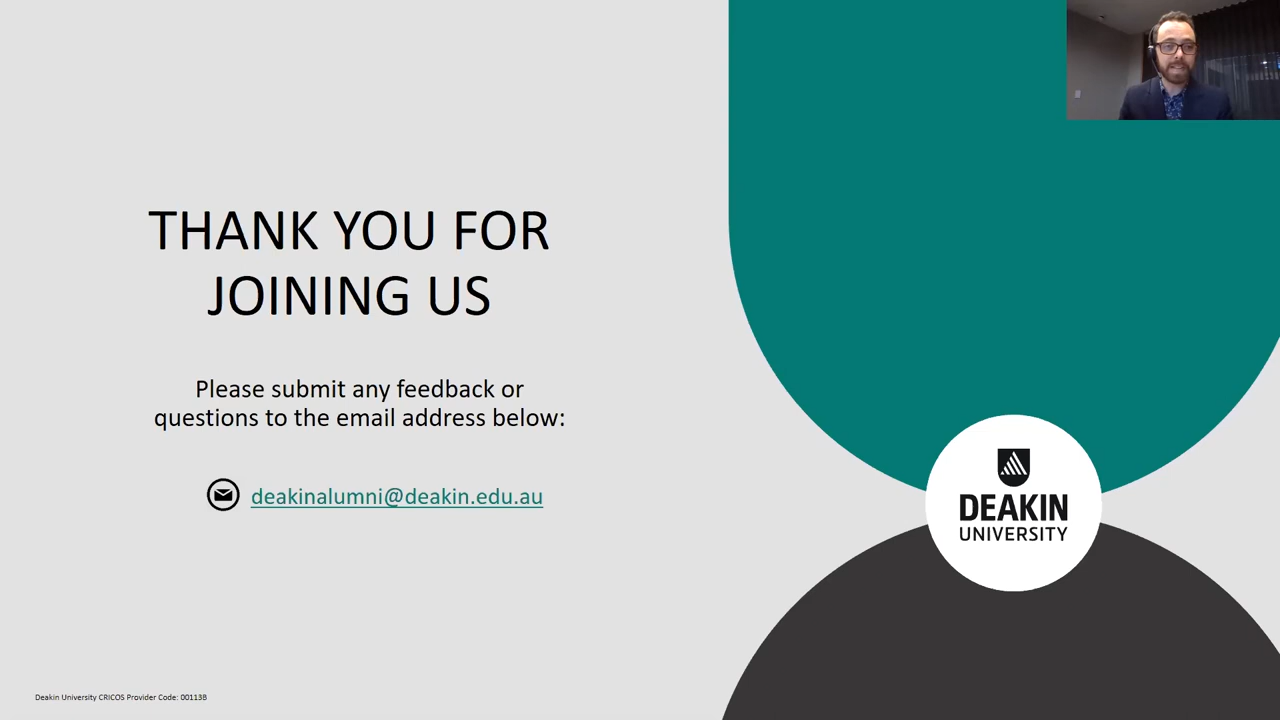 THANK YOU FOR
JOINING US
Please submit any feedback or
questions to the email address below:
deakinalumni@deakin.edu.au
DEAKIN
UNIVERSITY
Deakin University CRICOS Provider Code: 00113B